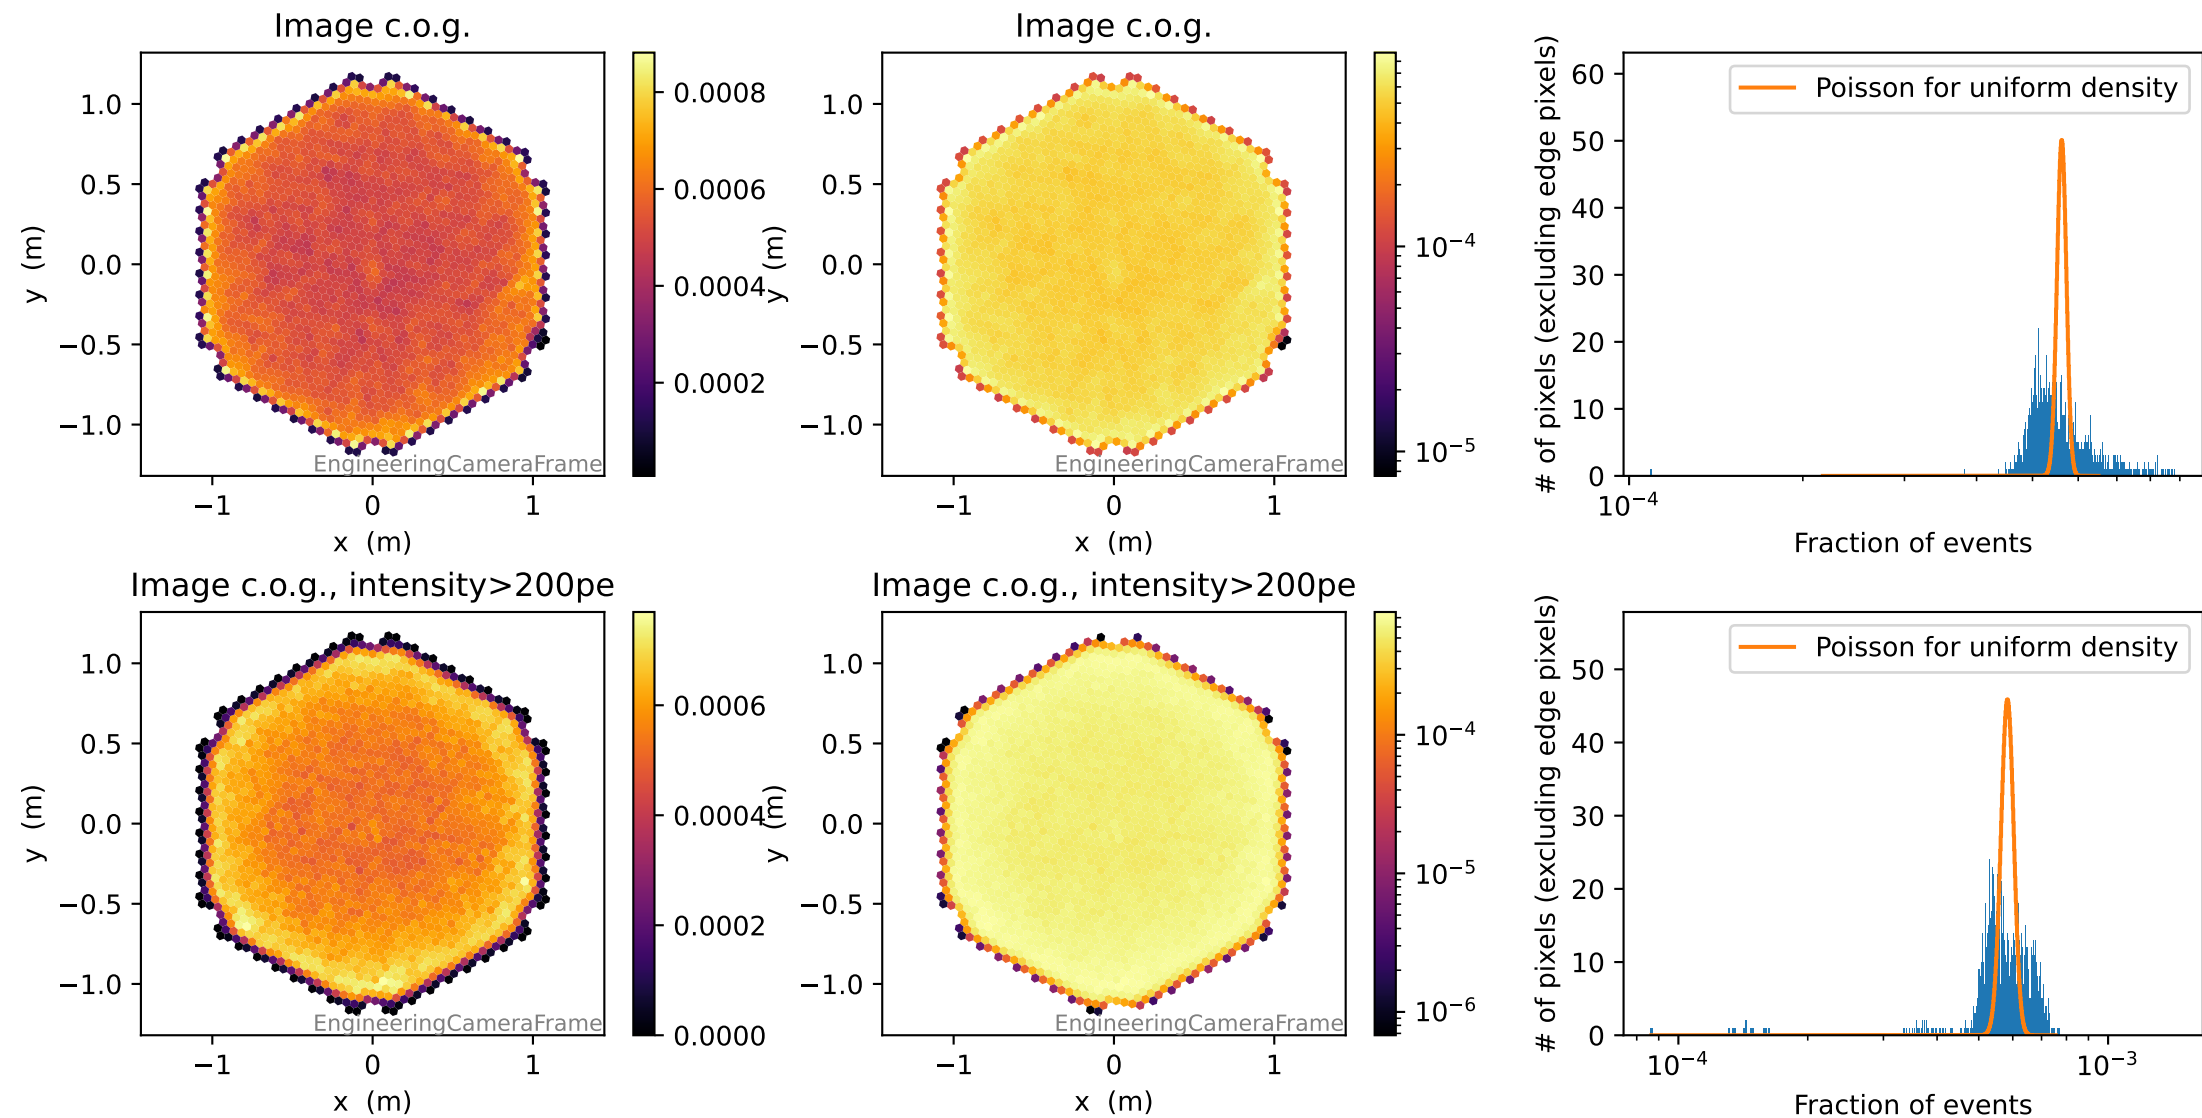 Image c.o.g.
1.0
0.5
0.0
−0.5
−1.0
y (m)
−1
0
1
x (m)
EngineeringCameraFrame
0.0008
0.0006
0.0004
0.0002
Image c.o.g.
1.0
0.5
0.0
−0.5
−1.0
y (m)
−1
0
1
x (m)
EngineeringCameraFrame
10⁻⁴
10⁻⁵
# of pixels (excluding edge pixels)
60
50
40
30
20
10
0
Poisson for uniform density
10⁻⁴
Fraction of events
Image c.o.g., intensity>200pe
1.0
0.5
0.0
−0.5
−1.0
y (m)
−1
0
1
x (m)
EngineeringCameraFrame
0.0006
0.0004
0.0002
0.0000
Image c.o.g., intensity>200pe
1.0
0.5
0.0
−0.5
−1.0
y (m)
−1
0
1
x (m)
EngineeringCameraFrame
10⁻⁴
10⁻⁵
10⁻⁶
# of pixels (excluding edge pixels)
50
40
30
20
10
0
Poisson for uniform density
10⁻⁴
10⁻³
Fraction of events